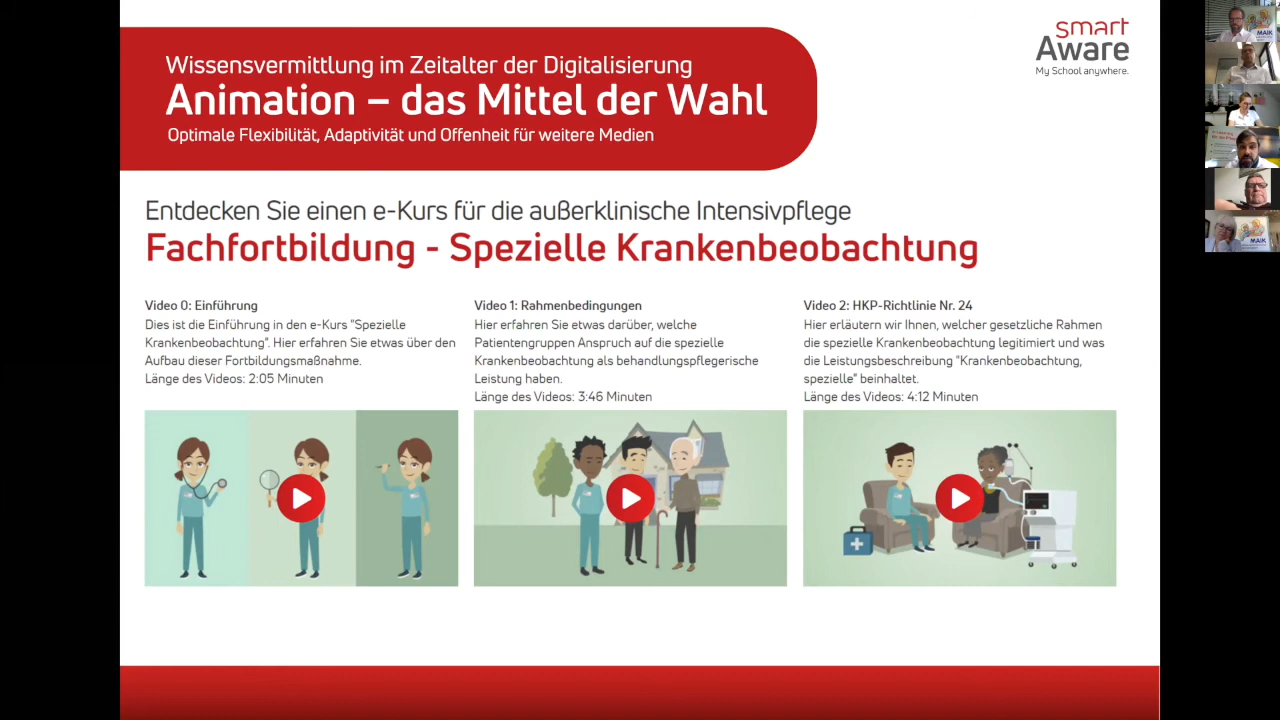 smart
Aware
My School anywhere.
Wissensvermittlung im Zeitalter der Digitalisierung
Animation – das Mittel der Wahl
Optimale Flexibilität, Adaptivität und Offenheit für weitere Medien
Entdecken Sie einen e-Kurs für die außerklinische Intensivpflege
Fachfortbildung - Spezielle Krankenbeobachtung
Video 0: Einführung
Dies ist die Einführung in den e-Kurs "Spezielle
Krankenbeobachtung". Hier erfahren Sie etwas über den
Aufbau dieser Fortbildungsmaßnahme.
Länge des Videos: 2:05 Minuten
Video 1: Rahmenbedingungen
Hier erfahren Sie etwas darüber, welche
Patientengruppen Anspruch auf die spezielle
Krankenbeobachtung als behandlungspflegerische
Leistung haben.
Länge des Videos: 3:46 Minuten
Video 2: HKP-Richtlinie Nr. 24
Hier erläutern wir Ihnen, welcher gesetzliche Rahmen
die spezielle Krankenbeobachtung legitimiert und was
die Leistungsbeschreibung "Krankenbeobachtung,
spezielle" beinhaltet.
Länge des Videos: 4:12 Minuten
MAIK
MAIK